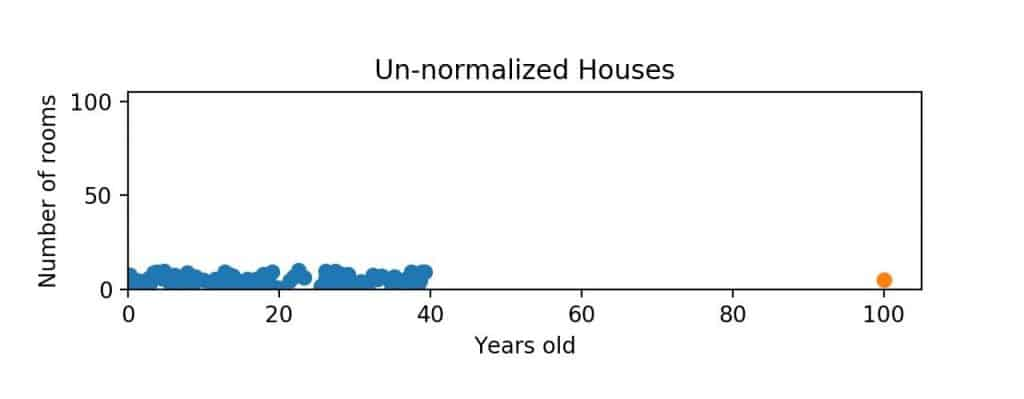 Un-normalized Houses
Number of rooms
100
50
0
0 20 40 60 80 100
Years old